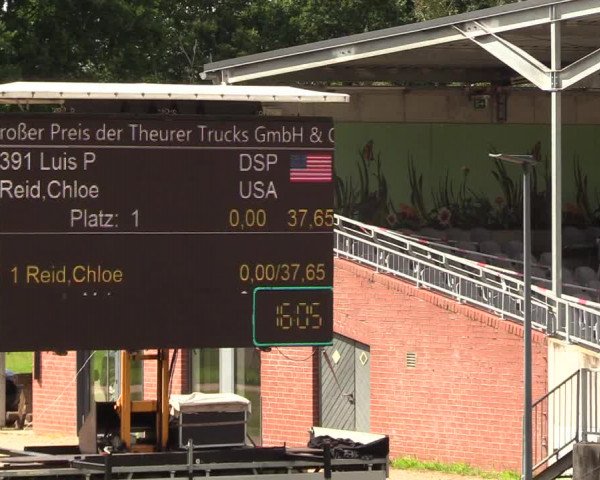 roßer Preis der Theurer Trucks GmbH &
391 Luis P DSP
Reid,Chloe USA
Platz: 1 0,00 37,65
1 Reid,Chloe 0,00/37,65
16:05